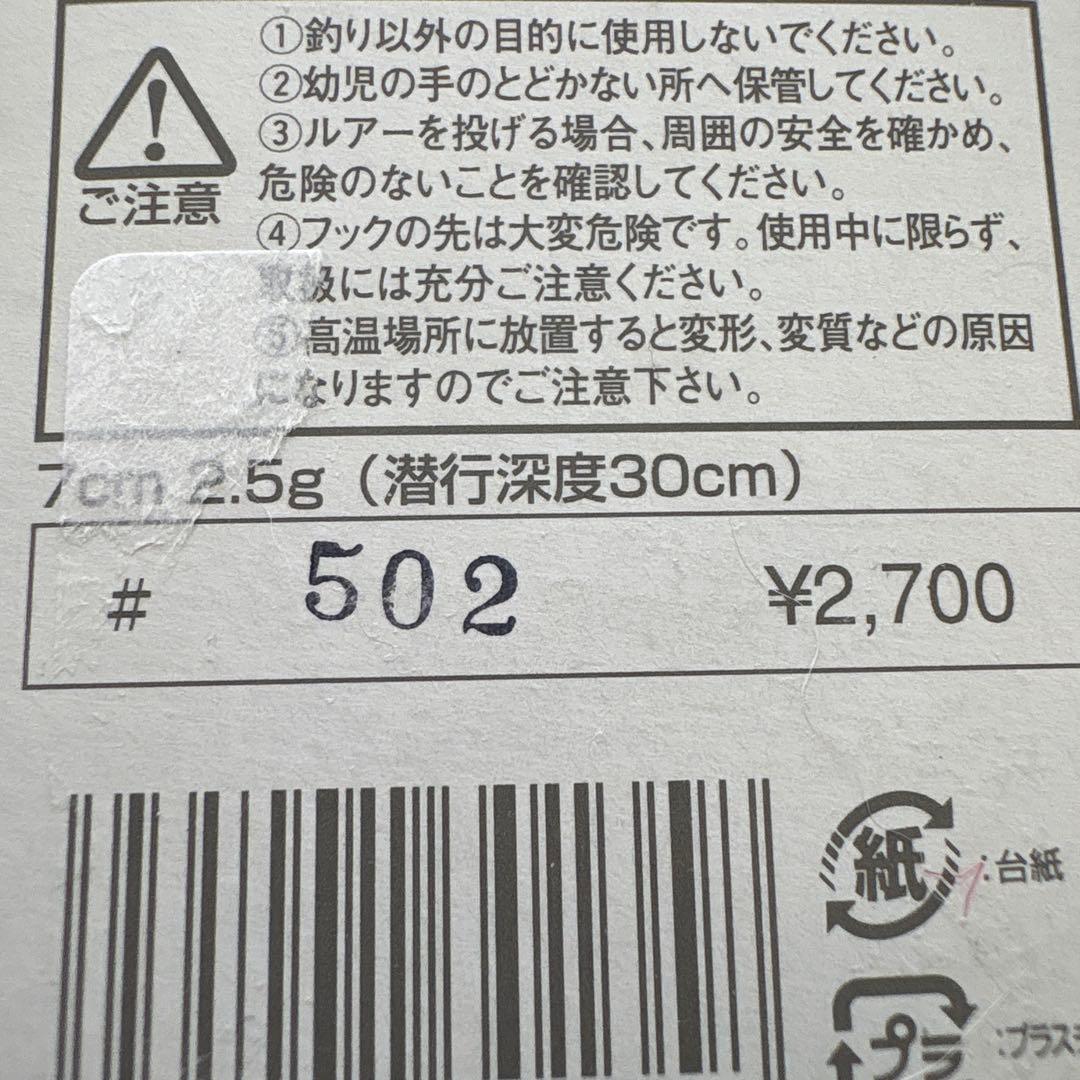 ①釣り以外の目的に使用しないでください。
②幼児の手のとどかない所へ保管してください。
③ルアーを投げる場合、周囲の安全を確かめ、
危険のないことを確認してください。
ご注意
④フックの先は大変危険です。使用中に限らず、
取扱には充分ご注意ください。
⑤高温場所に放置すると変形、変質などの原因
になりますのでご注意下さい。
7cm 2.5g（潜行深度30cm）
# 502 ¥2,700
紙 :台紙
プラ :プラスチ